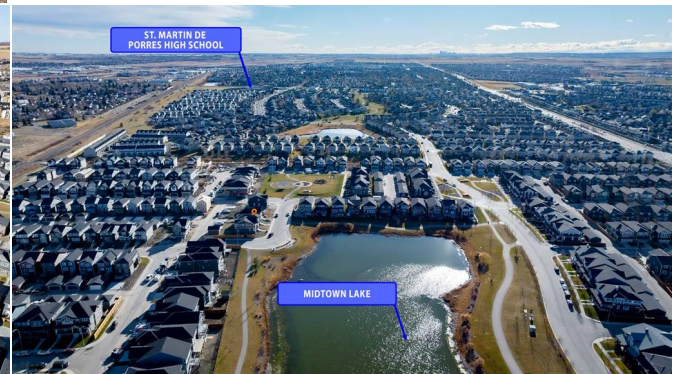 ST. MARTIN DE
PORRES HIGH SCHOOL
MIDTOWN LAKE